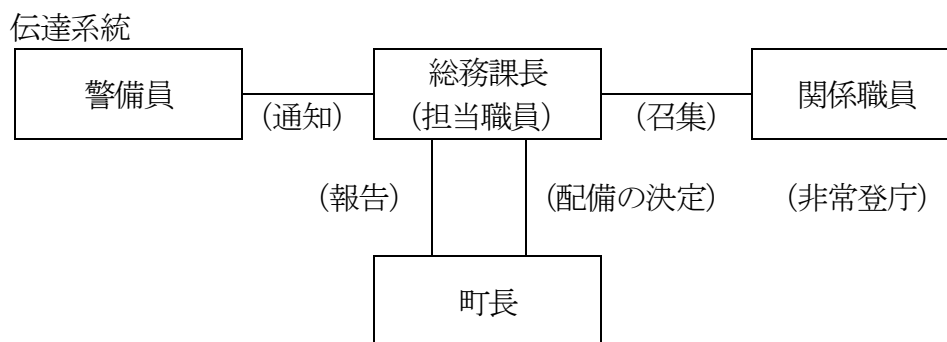 伝達系統
警備員
(通知)
総務課長
(担当職員)
(召集)
関係職員
(報告)
(配備の決定)
(非常登庁)
町長